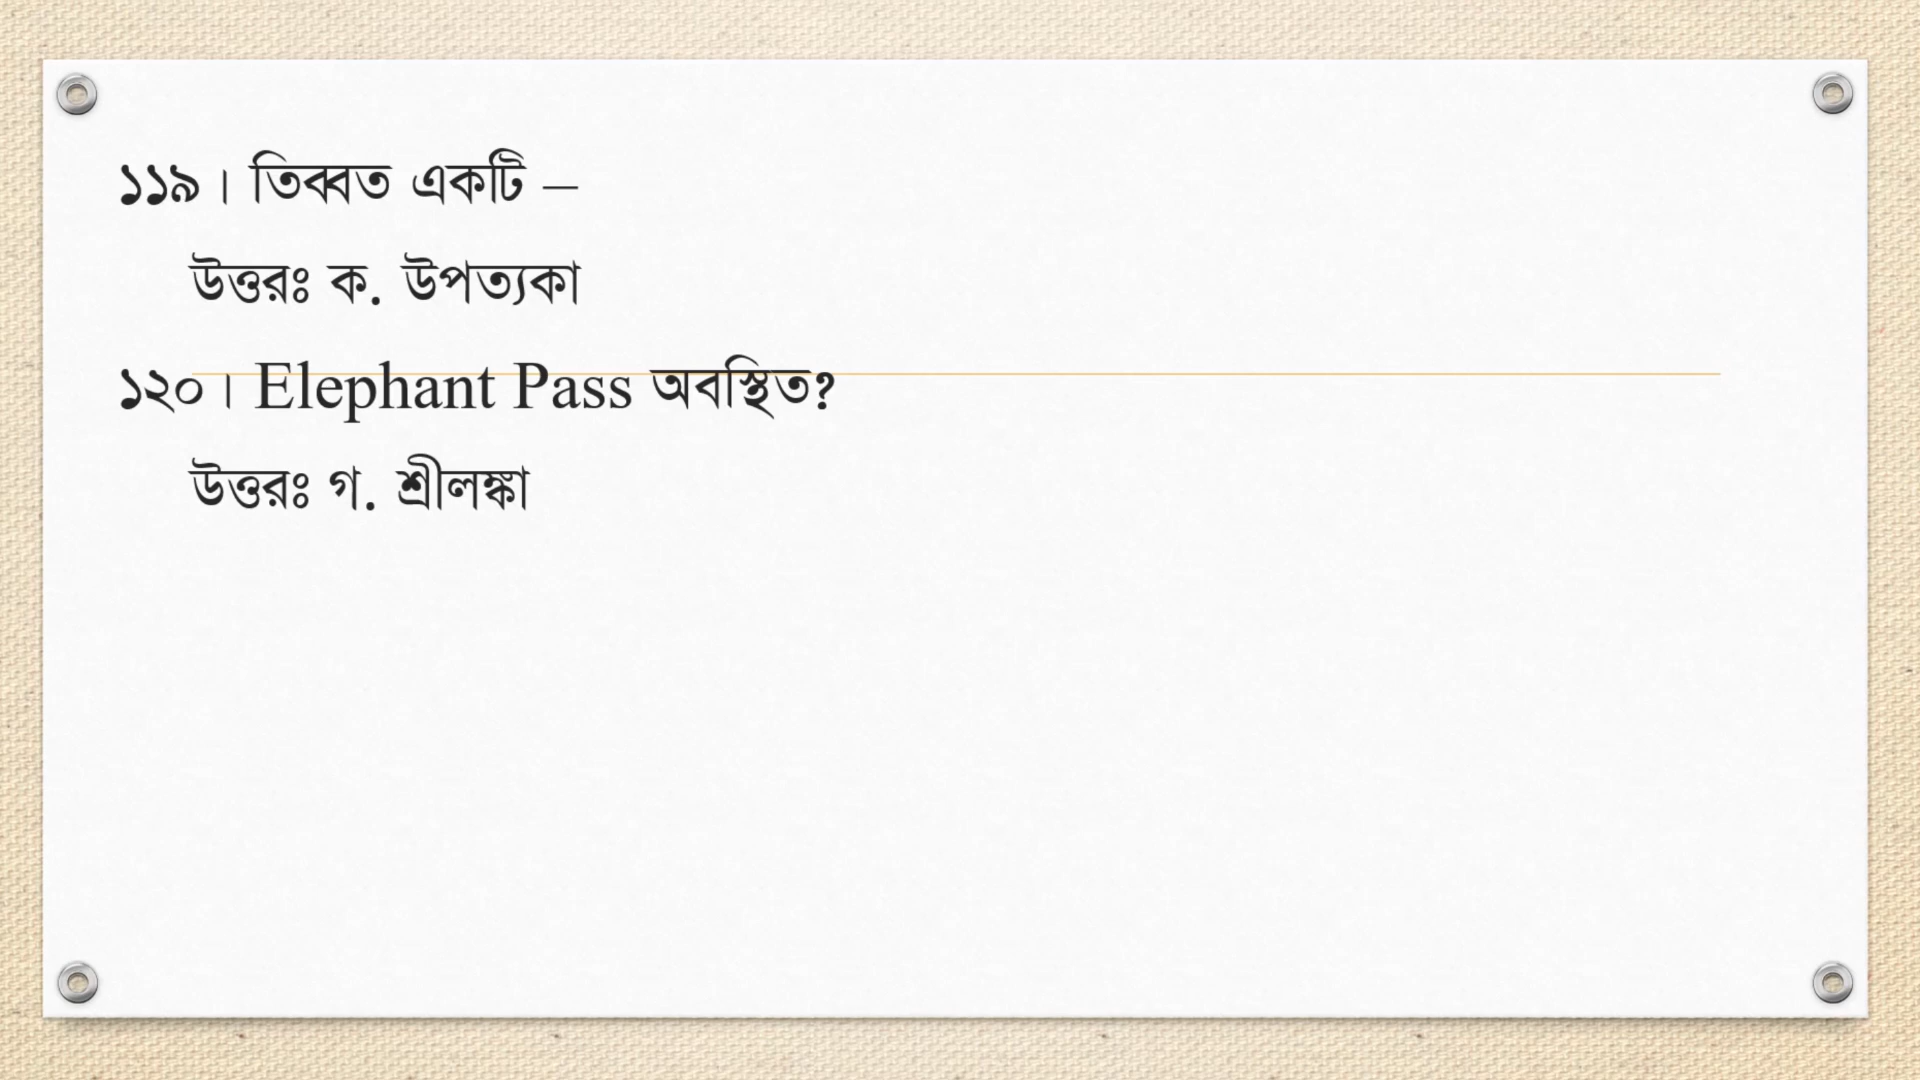 ১১৯। তিব্বত একটি –
উত্তরঃ ক. উপত্যকা
১২০। Elephant Pass অবস্থিত?
উত্তরঃ গ. শ্রীলঙ্কা